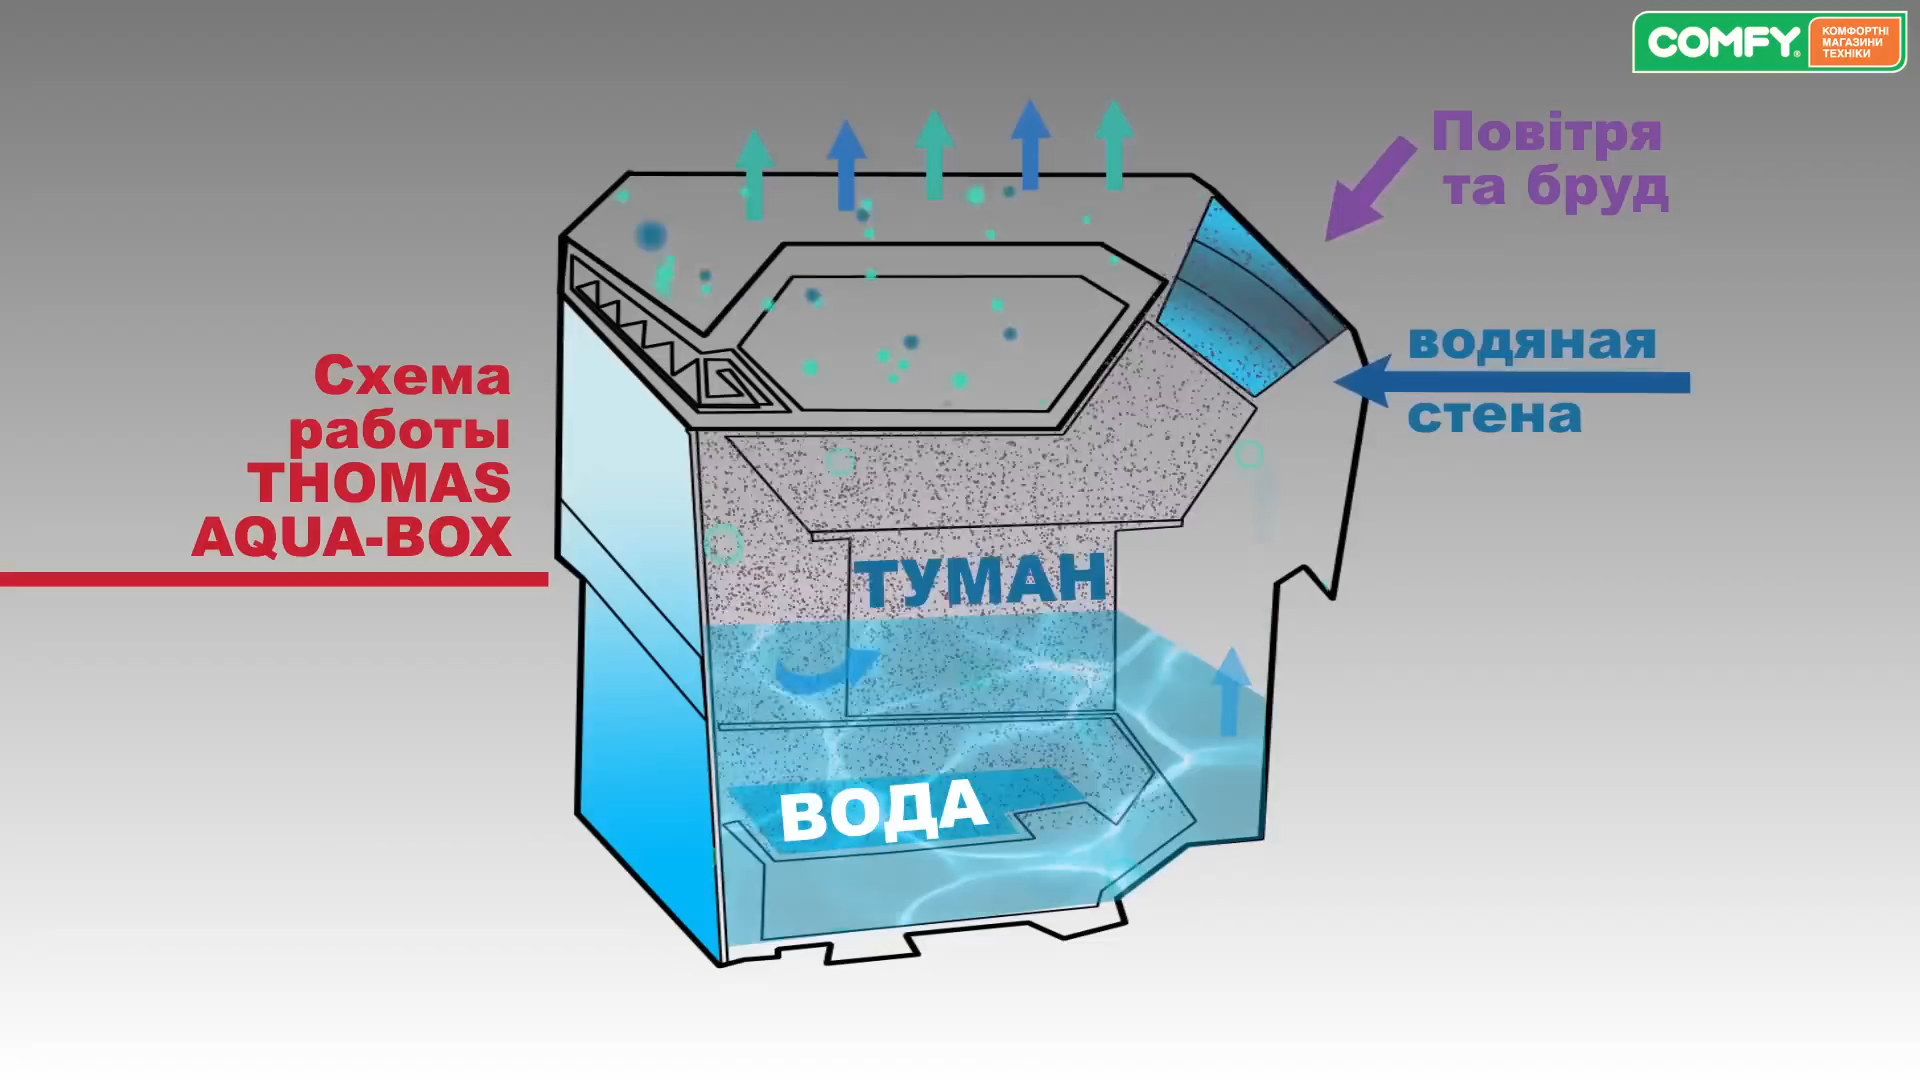 COMFY
КОМФОРТНІ
МАГАЗИНИ
ТЕХНІКИ
Повітря
та бруд
водяная
стена
Схема
работы
THOMAS
AQUA-BOX
ТУМАН
ВОДА